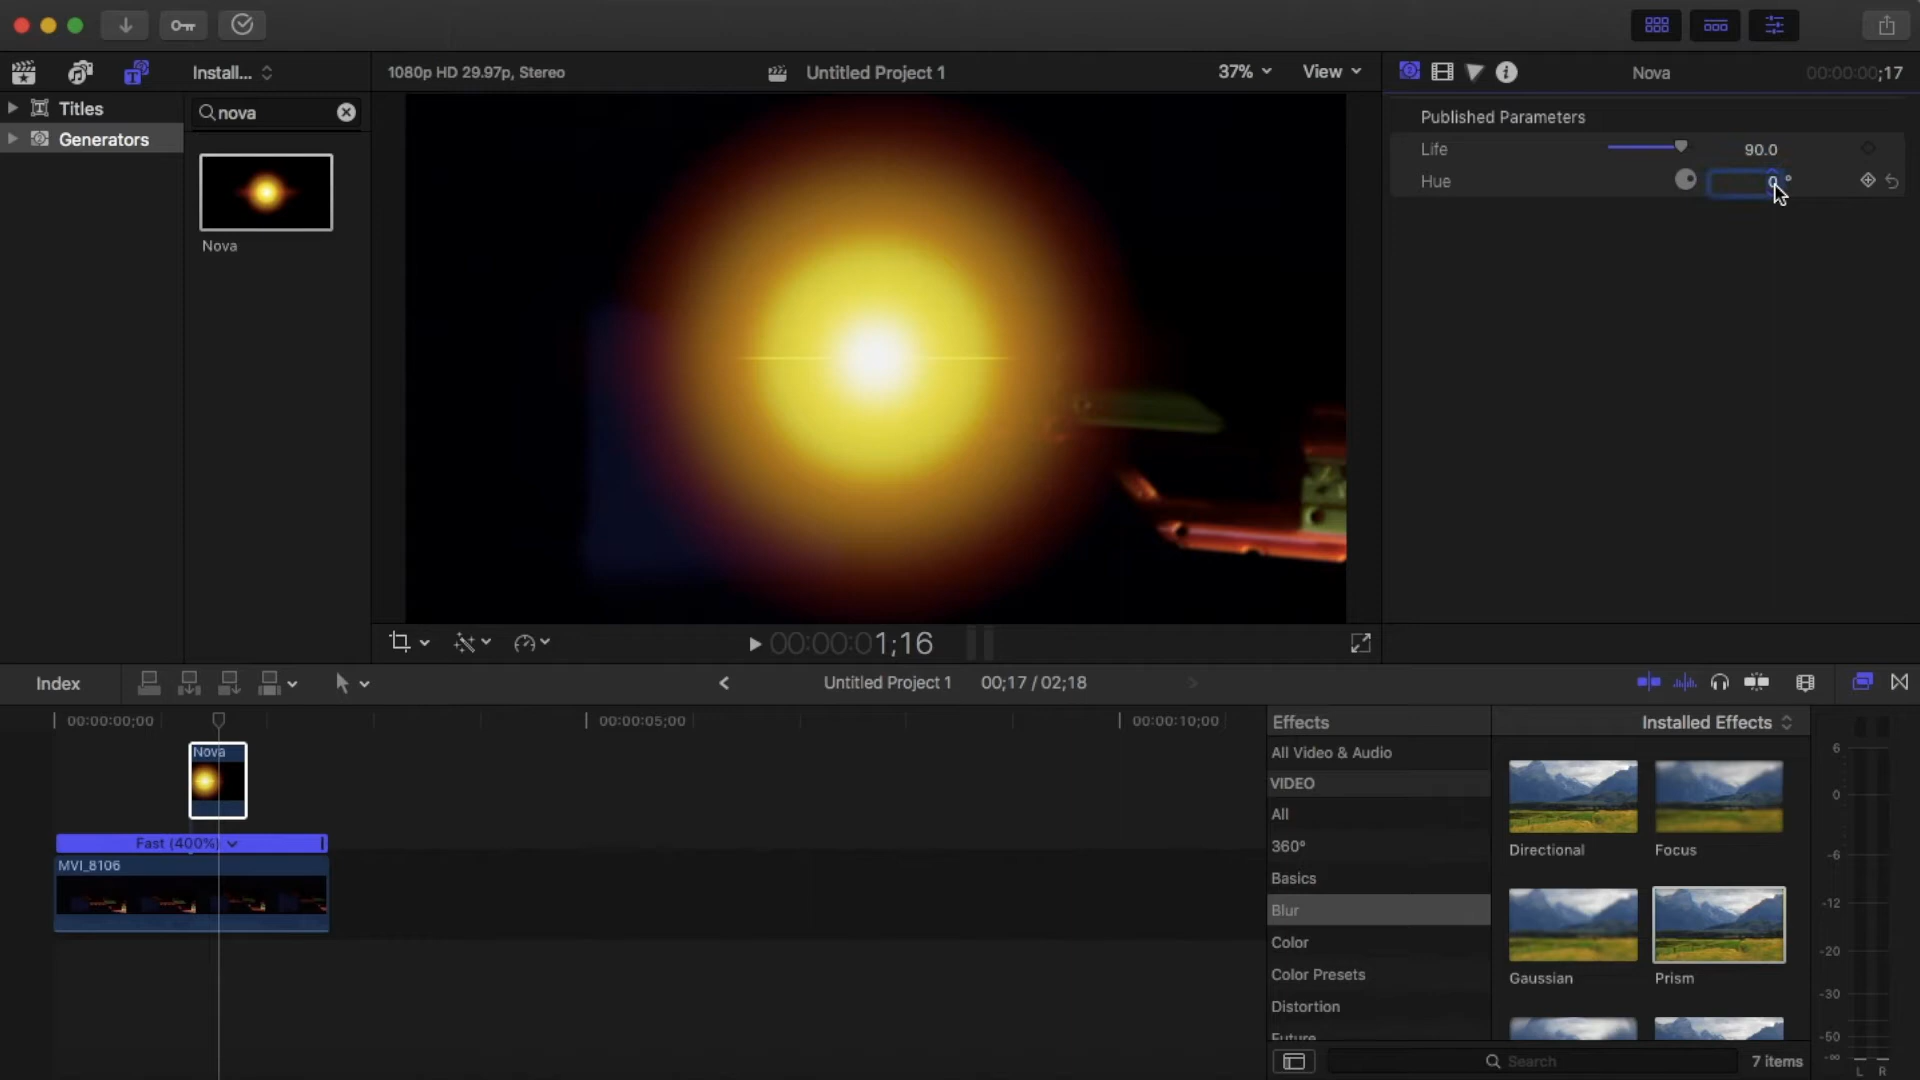 Install...
1080p HD 29.97p, Stereo
Untitled Project 1
37%
View
Nova
00:00:00;17
Titles
Generators
nova
Nova
Published Parameters
Life
90.0
Hue
0 °
00:00:01;16
Index
Untitled Project 1
00;17 / 02;18
00:00:00;00
00:00:05;00
00:00:10;00
Nova
Fast (400%)
MVI_8106
Effects
Installed Effects
All Video & Audio
VIDEO
All
360°
Basics
Blur
Color
Color Presets
Distortion
Future
Directional
Focus
Gaussian
Prism
Search
7 items
6
0
-6
-12
-20
-30
-50
-∞
L R